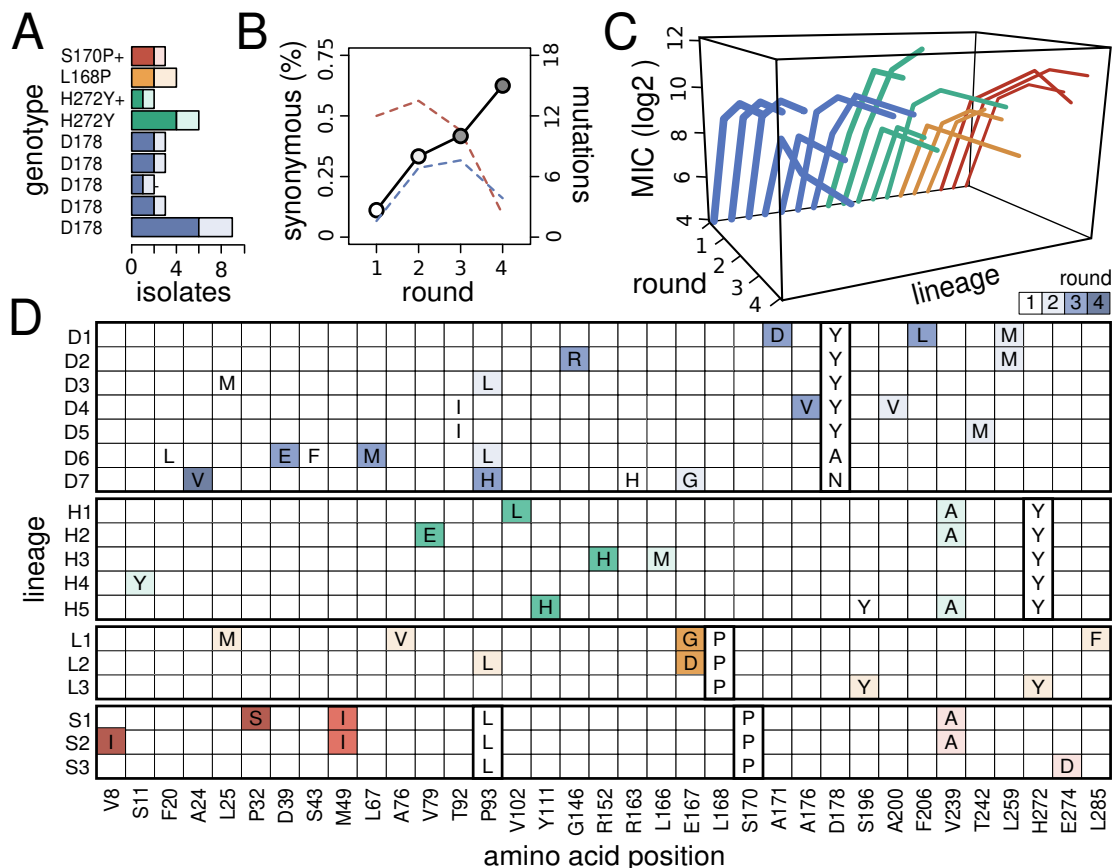 A
genotype
S170P+
L168P
H272Y+
H272Y
D178
D178
D178
D178
D178
0 4 8
isolates
B
synonymous (%)
0.75
0.5
0.25
0
18
12
6
0
mutations
1 2 3 4
round
C
MIC (log2 )
12
10
8
6
4
1
2
3
4
round
lineage
round
1 2 3 4
D
lineage
D1 D Y L M
D2 R Y M
D3 M L Y
D4 I V Y V
D5 I Y M
D6 L E F M L A
D7 V H H G N
H1 L A Y
H2 E A Y
H3 H M Y
H4 Y Y
H5 H Y A Y
L1 M V G P F
L2 L D P
L3 P Y Y
S1 S I L P A
S2 I I L P A
S3 L P D
V8 S11 F20 A24 L25 P32 D39 S43 M49 L67 A76 V79 T92 P93 V102 Y111 G146 R152 R163 L166 E167 L168 S170 A171 A176 D178 S196 A200 F206 V239 T242 L259 H272 E274 L285
amino acid position